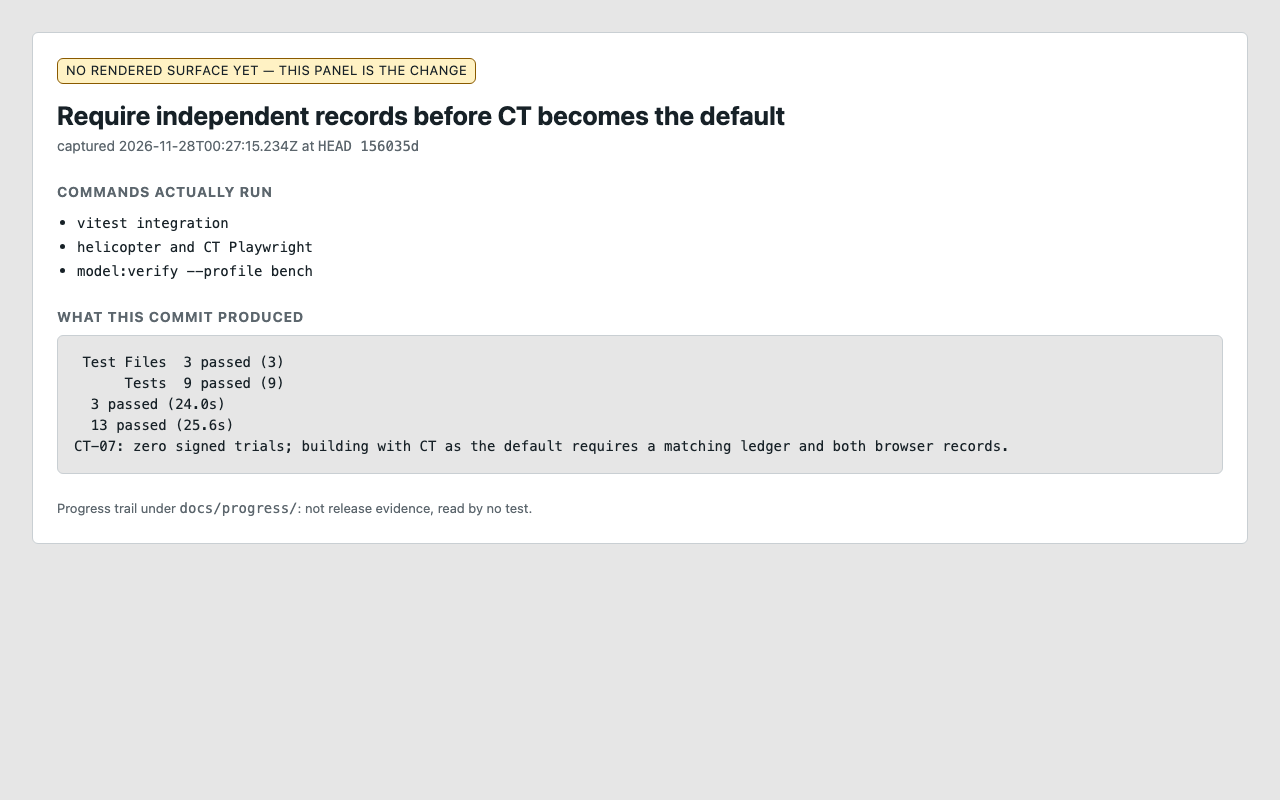 NO RENDERED SURFACE YET — THIS PANEL IS THE CHANGE
Require independent records before CT becomes the default
captured 2026-11-28T00:27:15.234Z at HEAD 156035d
COMMANDS ACTUALLY RUN
• vitest integration
• helicopter and CT Playwright
• model:verify --profile bench
WHAT THIS COMMIT PRODUCED
Test Files  3 passed (3)
Tests  9 passed (9)
3 passed (24.0s)
13 passed (25.6s)
CT-07: zero signed trials; building with CT as the default requires a matching ledger and both browser records.
Progress trail under docs/progress/: not release evidence, read by no test.